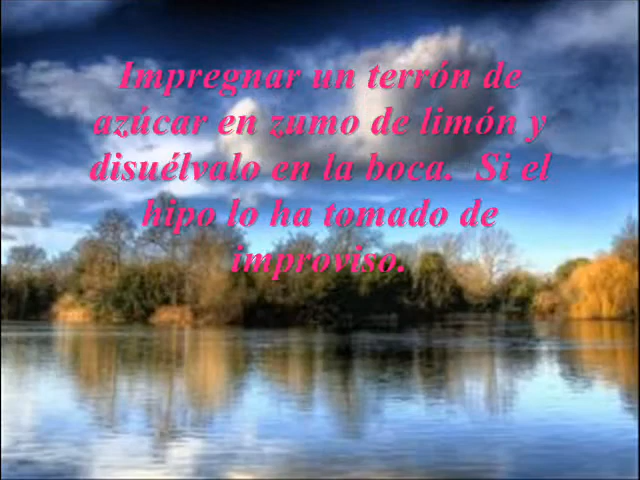 Impregnar un terrón de
azúcar en zumo de limón y
disuélvalo en la boca.  Si el
hipo lo ha tomado de
improviso.